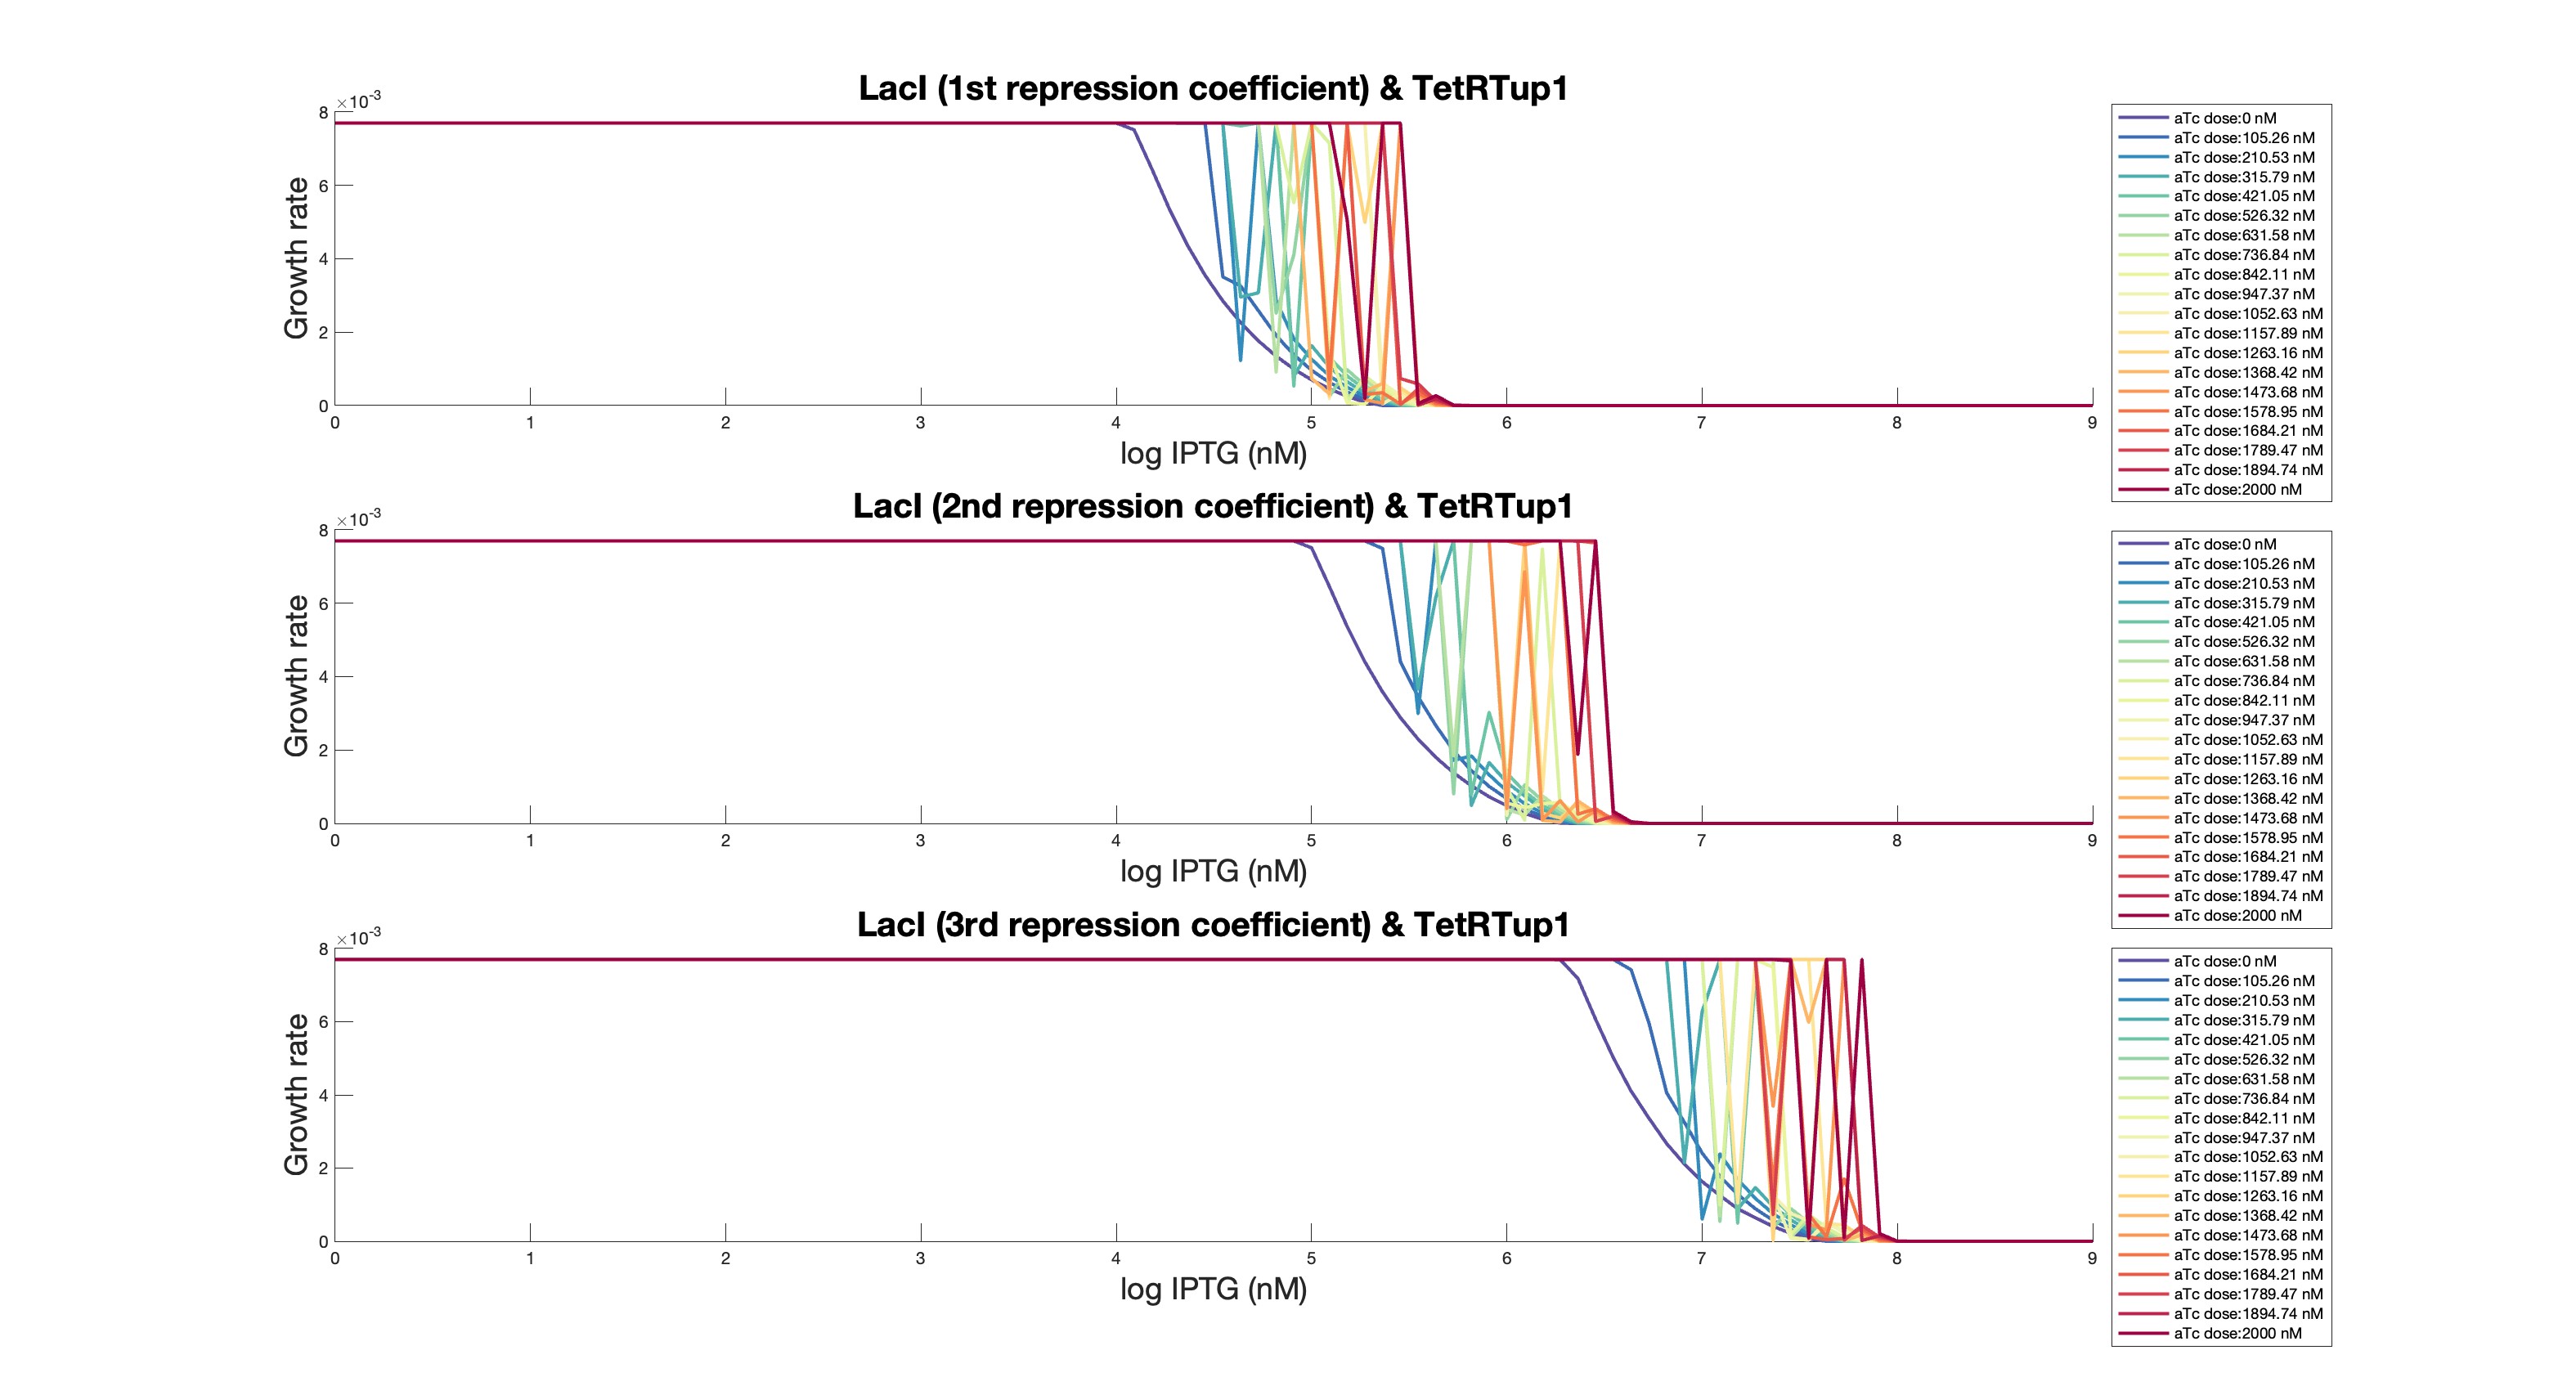 LacI (1st repression coefficient) & TetRTup1
×10-3
8
6
4
2
0
Growth rate
0 1 2 3 4 5 6 7 8 9
log IPTG (nM)
aTc dose:0 nM
aTc dose:105.26 nM
aTc dose:210.53 nM
aTc dose:315.79 nM
aTc dose:421.05 nM
aTc dose:526.32 nM
aTc dose:631.58 nM
aTc dose:736.84 nM
aTc dose:842.11 nM
aTc dose:947.37 nM
aTc dose:1052.63 nM
aTc dose:1157.89 nM
aTc dose:1263.16 nM
aTc dose:1368.42 nM
aTc dose:1473.68 nM
aTc dose:1578.95 nM
aTc dose:1684.21 nM
aTc dose:1789.47 nM
aTc dose:1894.74 nM
aTc dose:2000 nM
LacI (2nd repression coefficient) & TetRTup1
×10-3
8
6
4
2
0
Growth rate
0 1 2 3 4 5 6 7 8 9
log IPTG (nM)
aTc dose:0 nM
aTc dose:105.26 nM
aTc dose:210.53 nM
aTc dose:315.79 nM
aTc dose:421.05 nM
aTc dose:526.32 nM
aTc dose:631.58 nM
aTc dose:736.84 nM
aTc dose:842.11 nM
aTc dose:947.37 nM
aTc dose:1052.63 nM
aTc dose:1157.89 nM
aTc dose:1263.16 nM
aTc dose:1368.42 nM
aTc dose:1473.68 nM
aTc dose:1578.95 nM
aTc dose:1684.21 nM
aTc dose:1789.47 nM
aTc dose:1894.74 nM
aTc dose:2000 nM
LacI (3rd repression coefficient) & TetRTup1
×10-3
8
6
4
2
0
Growth rate
0 1 2 3 4 5 6 7 8 9
log IPTG (nM)
aTc dose:0 nM
aTc dose:105.26 nM
aTc dose:210.53 nM
aTc dose:315.79 nM
aTc dose:421.05 nM
aTc dose:526.32 nM
aTc dose:631.58 nM
aTc dose:736.84 nM
aTc dose:842.11 nM
aTc dose:947.37 nM
aTc dose:1052.63 nM
aTc dose:1157.89 nM
aTc dose:1263.16 nM
aTc dose:1368.42 nM
aTc dose:1473.68 nM
aTc dose:1578.95 nM
aTc dose:1684.21 nM
aTc dose:1789.47 nM
aTc dose:1894.74 nM
aTc dose:2000 nM